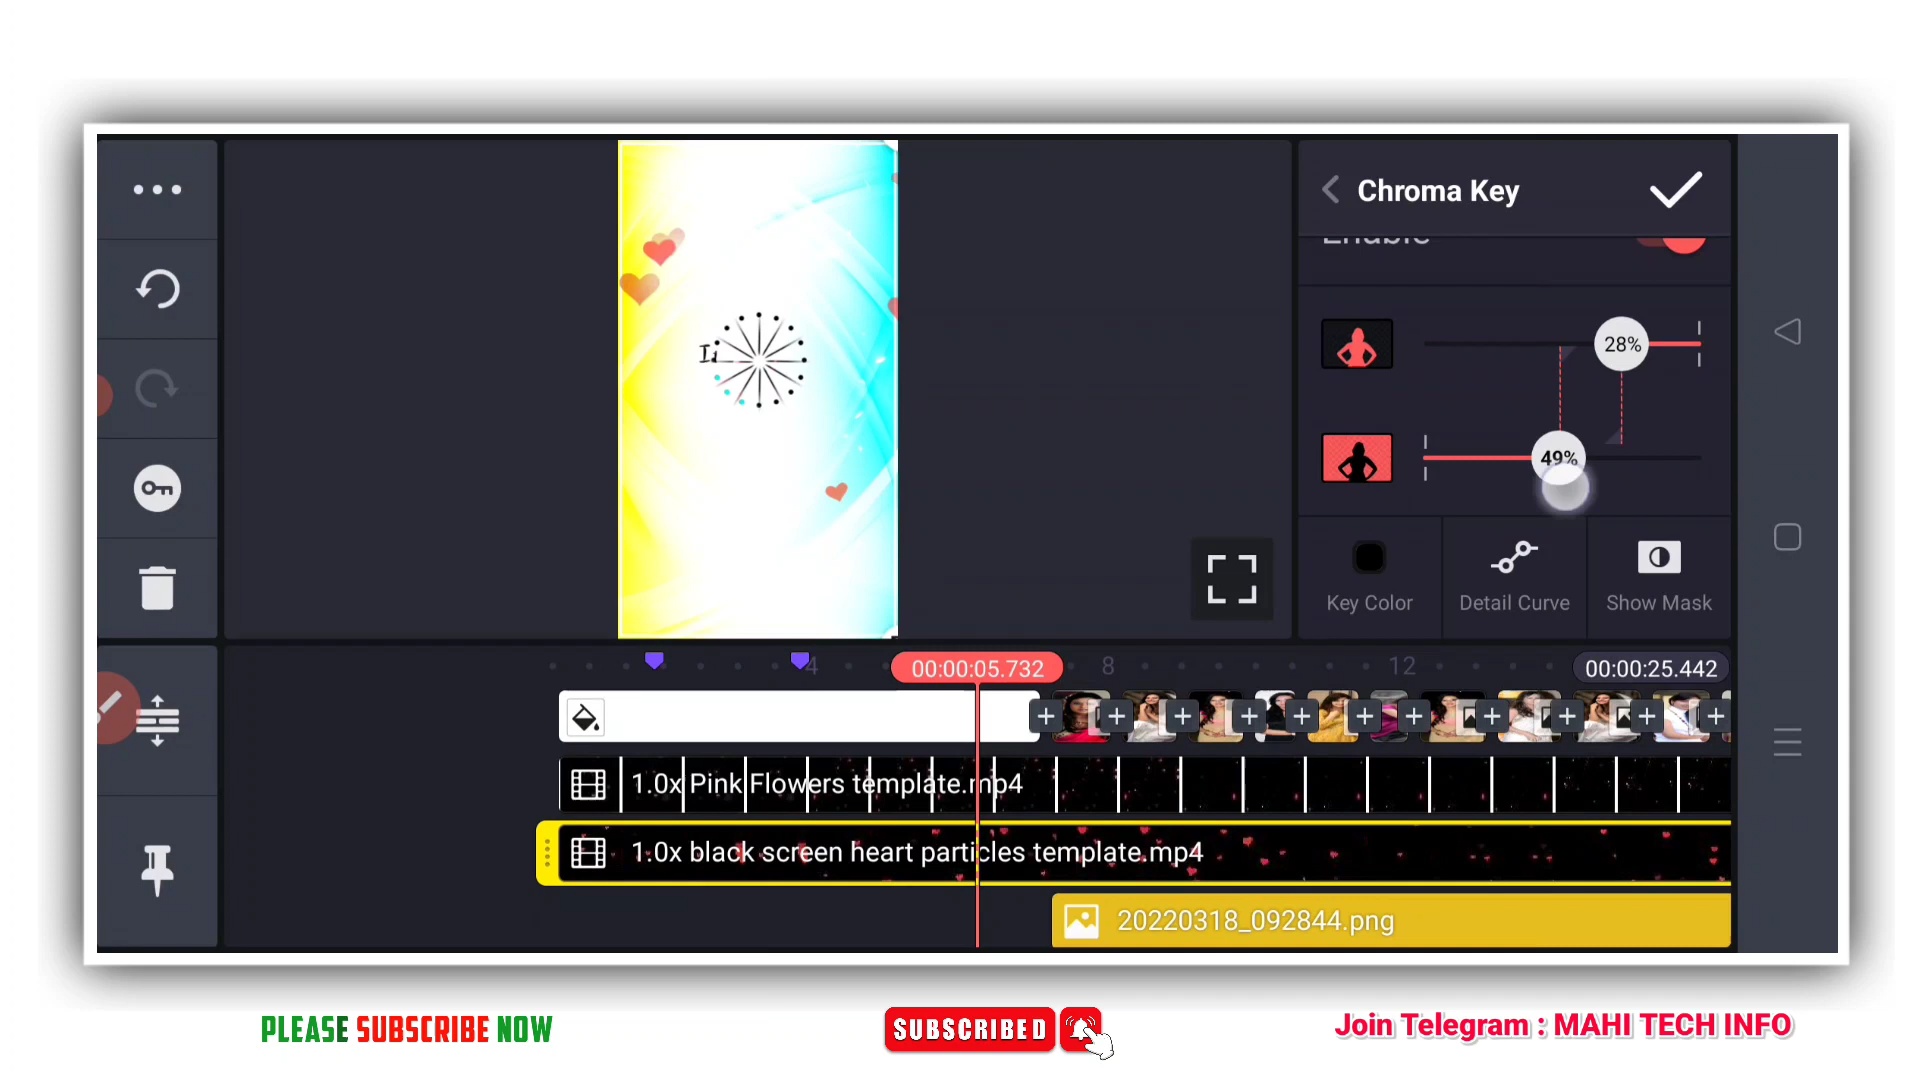 Chroma Key
Enable
28%
49%
Key Color
Detail Curve
Show Mask
4
00:00:05.732
8
12
00:00:25.442
1.0x Pink Flowers template.mp4
1.0x black screen heart particles template.mp4
20220318_092844.png
PLEASE SUBSCRIBE NOW
SUBSCRIBED
Join Telegram : MAHI TECH INFO